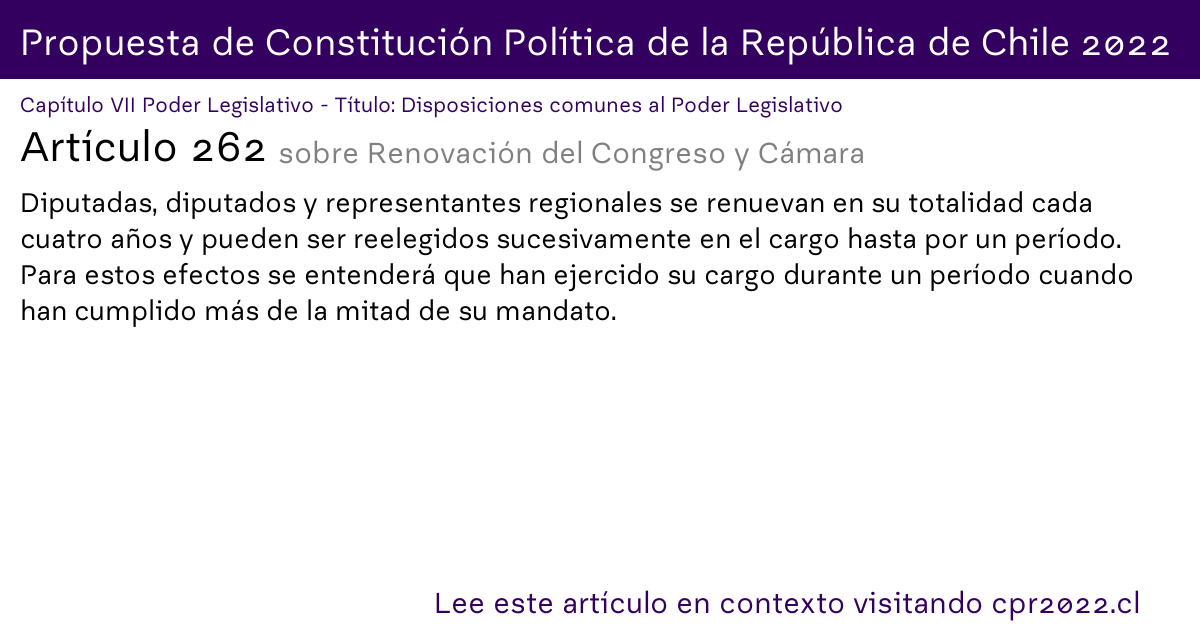 Propuesta de Constitución Política de la República de Chile 2022
Capítulo VII Poder Legislativo - Título: Disposiciones comunes al Poder Legislativo
Artículo 262 sobre Renovación del Congreso y Cámara
Diputadas, diputados y representantes regionales se renuevan en su totalidad cada
cuatro años y pueden ser reelegidos sucesivamente en el cargo hasta por un período.
Para estos efectos se entenderá que han ejercido su cargo durante un período cuando
han cumplido más de la mitad de su mandato.
Lee este artículo en contexto visitando cpr2022.cl